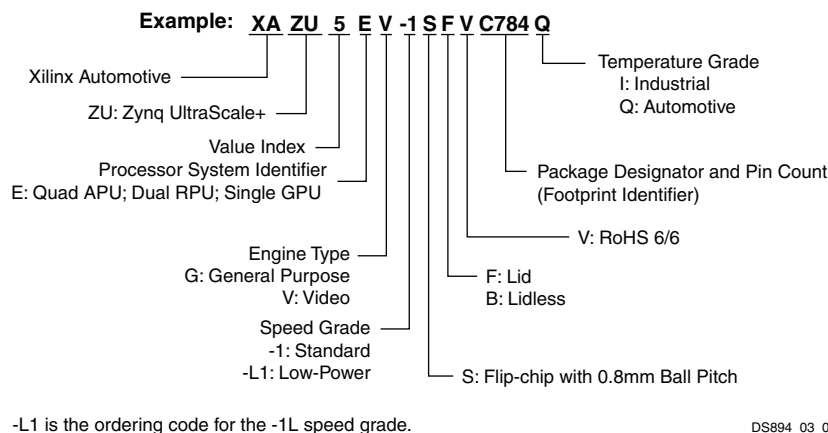 Example: XA ZU 5 E V -1 S F V C784 Q
Xilinx Automotive
ZU: Zynq UltraScale+
Value Index
Processor System Identifier
E: Quad APU; Dual RPU; Single GPU
Engine Type
G: General Purpose
V: Video
Speed Grade
-1: Standard
-L1: Low-Power
Temperature Grade
I: Industrial
Q: Automotive
Package Designator and Pin Count
(Footprint Identifier)
V: RoHS 6/6
F: Lid
B: Lidless
S: Flip-chip with 0.8mm Ball Pitch
-L1 is the ordering code for the -1L speed grade.
DS894_03_0